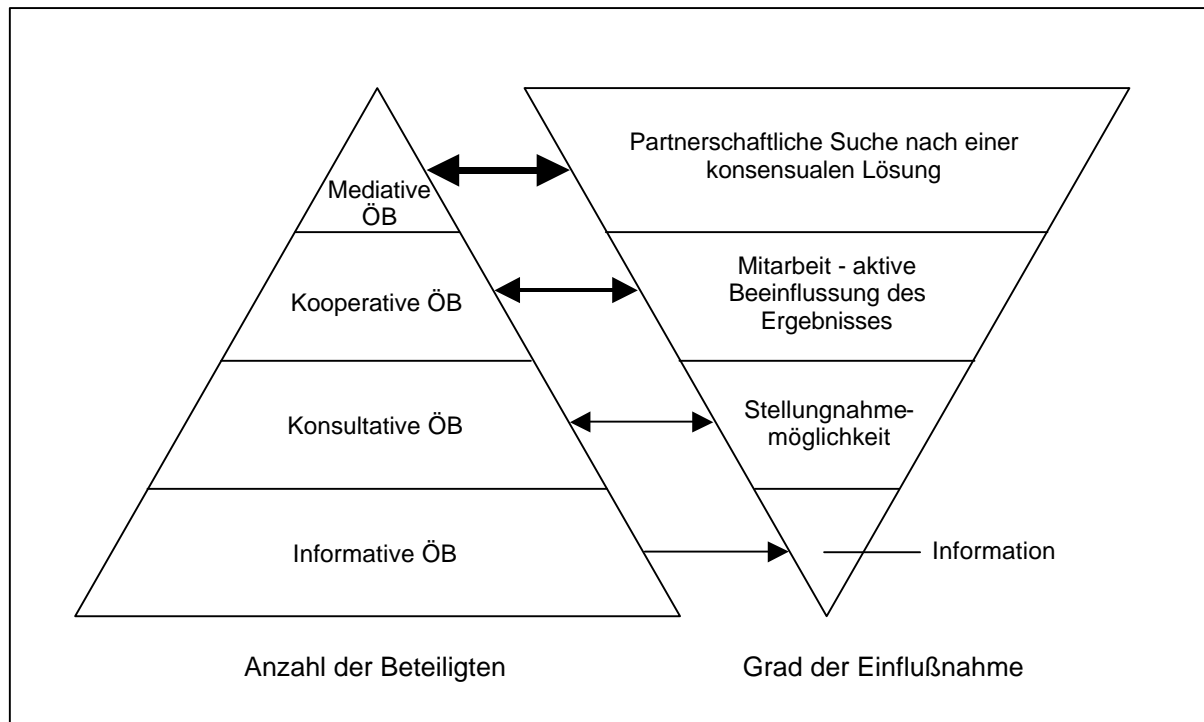 Mediative
ÖB
Kooperative ÖB
Konsultative ÖB
Informative ÖB
Anzahl der Beteiligten
Partnerschaftliche Suche nach einer
konsensualen Lösung
Mitarbeit - aktive
Beeinflussung des
Ergebnisses
Stellungnahme-
möglichkeit
Information
Grad der Einflußnahme